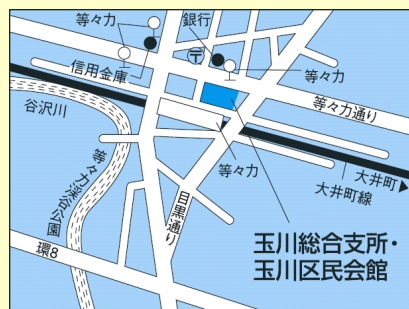 等々力
銀行
〒
信用金庫
等々力
等々力通り
谷沢川
等々力
大井町
大井町線
等々力渓谷公園
目黒通り
玉川総合支所・
玉川区民会館
環8